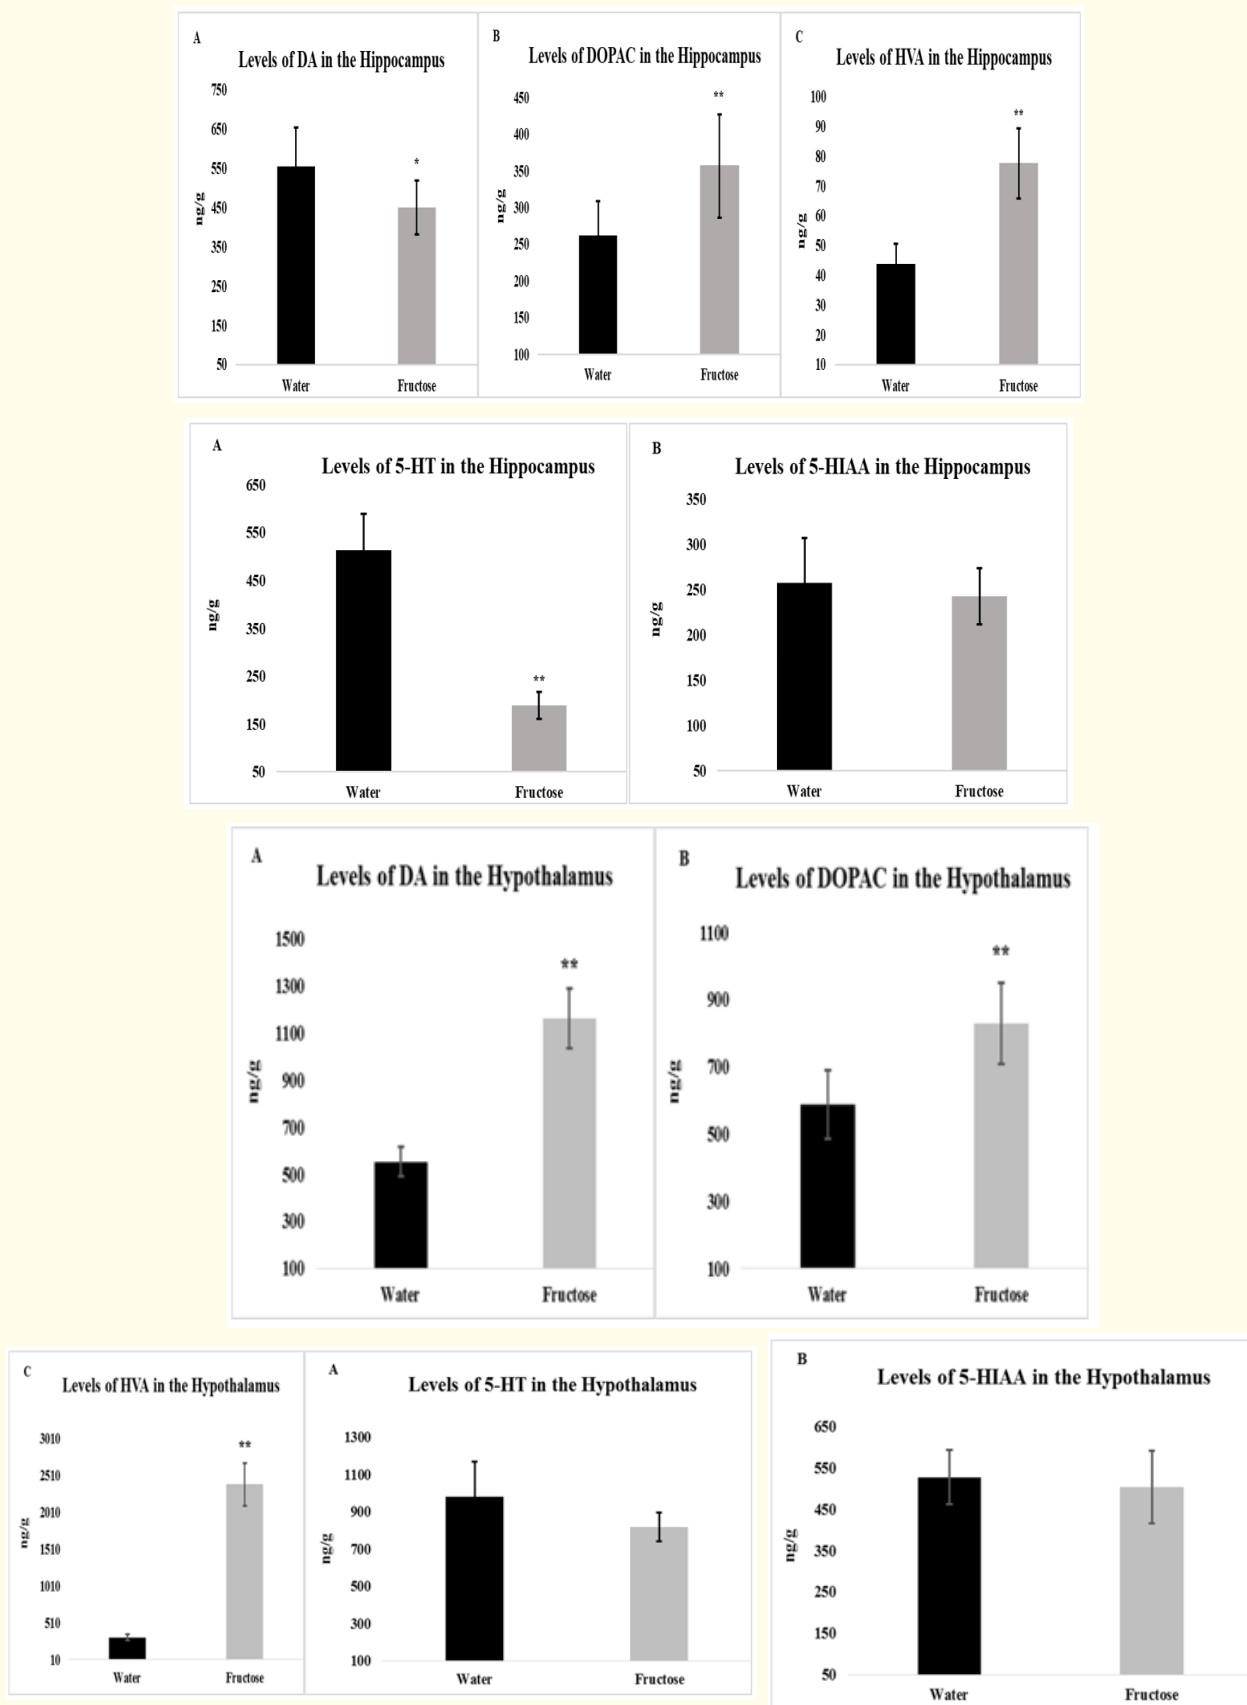 A
Levels of DA in the Hippocampus
750
650
550
450
350
250
150
50
ng/g
*
Water Fructose
B
Levels of DOPAC in the Hippocampus
450
400
350
300
250
200
150
100
ng/g
**
Water Fructose
C
Levels of HVA in the Hippocampus
100
90
80
70
60
50
40
30
20
10
ng/g
**
Water Fructose
A
Levels of 5-HT in the Hippocampus
650
550
450
350
250
150
50
ng/g
**
Water Fructose
B
Levels of 5-HIAA in the Hippocampus
350
300
250
200
150
100
50
ng/g
Water Fructose
A
Levels of DA in the Hypothalamus
1500
1300
1100
900
700
500
300
100
ng/g
**
Water Fructose
B
Levels of DOPAC in the Hypothalamus
1100
900
700
500
300
100
ng/g
**
Water Fructose
C
Levels of HVA in the Hypothalamus
3010
2510
2010
1510
1010
510
10
ng/g
**
Water Fructose
A
Levels of 5-HT in the Hypothalamus
1300
1100
900
700
500
300
100
ng/g
Water Fructose
B
Levels of 5-HIAA in the Hypothalamus
650
550
450
350
250
150
50
ng/g
Water Fructose